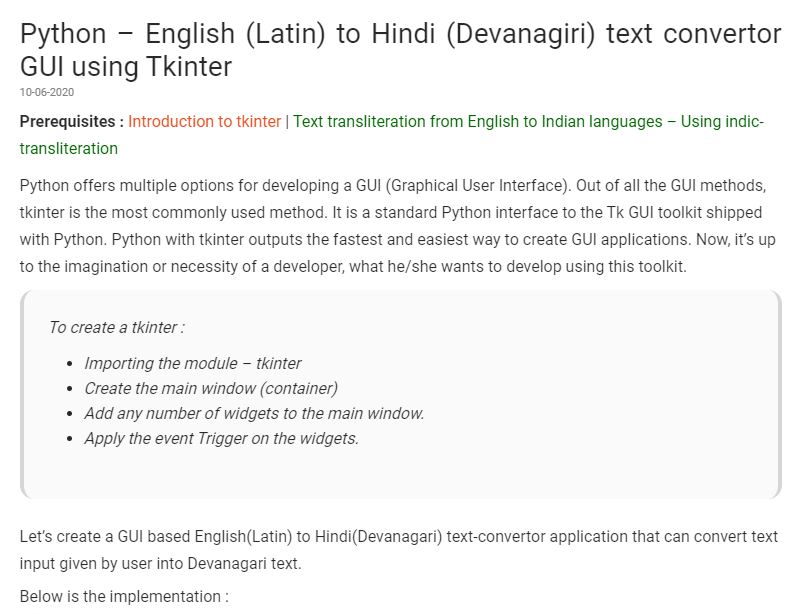 Python – English (Latin) to Hindi (Devanagiri) text convertor
GUI using Tkinter
10-06-2020
Prerequisites : Introduction to tkinter | Text transliteration from English to Indian languages – Using indic-
transliteration
Python offers multiple options for developing a GUI (Graphical User Interface). Out of all the GUI methods,
tkinter is the most commonly used method. It is a standard Python interface to the Tk GUI toolkit shipped
with Python. Python with tkinter outputs the fastest and easiest way to create GUI applications. Now, it’s up
to the imagination or necessity of a developer, what he/she wants to develop using this toolkit.
To create a tkinter :
• Importing the module – tkinter
• Create the main window (container)
• Add any number of widgets to the main window.
• Apply the event Trigger on the widgets.
Let’s create a GUI based English(Latin) to Hindi(Devanagari) text-convertor application that can convert text
input given by user into Devanagari text.
Below is the implementation :